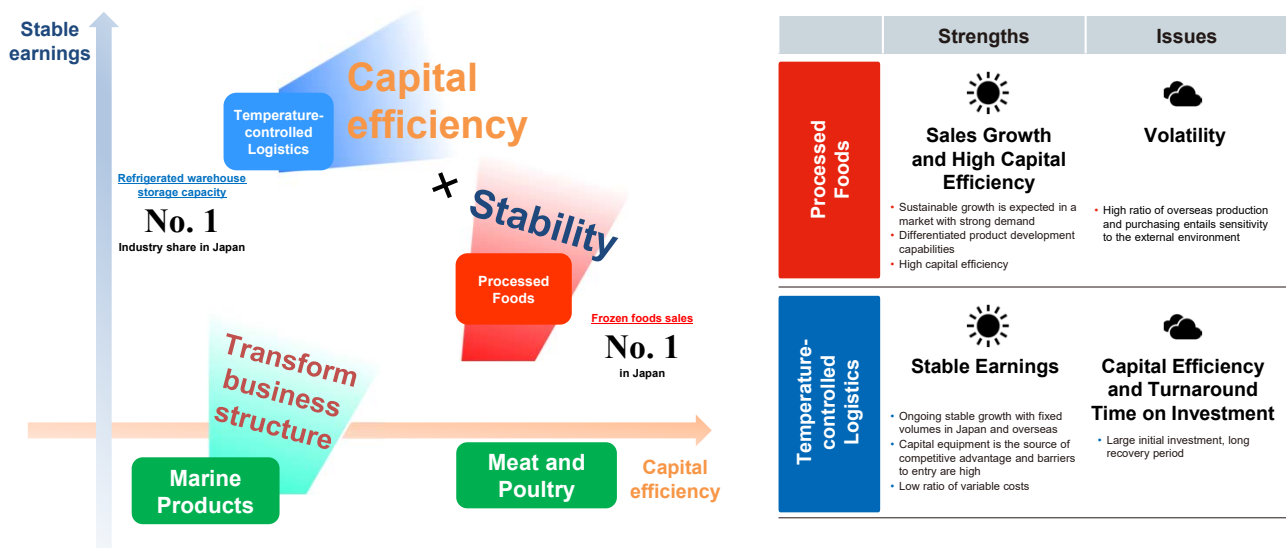 Stable
earnings
Capital
efficiency
Temperature-
controlled
Logistics
Refrigerated warehouse
storage capacity
No. 1
Industry share in Japan
+
Stability
Processed
Foods
Frozen foods sales
No. 1
in Japan
Transform
business
structure
Marine
Products
Meat and
Poultry
Capital
efficiency
Strengths
Issues
Processed
Foods
Sales Growth
and High Capital
Efficiency
• Sustainable growth is expected in a
market with strong demand
• Differentiated product development
capabilities
• High capital efficiency
Volatility
• High ratio of overseas production
and purchasing entails sensitivity
to the external environment
Temperature-
controlled
Logistics
Stable Earnings
• Ongoing stable growth with fixed
volumes in Japan and overseas
• Capital equipment is the source of
competitive advantage and barriers
to entry are high
• Low ratio of variable costs
Capital Efficiency
and Turnaround
Time on Investment
• Large initial investment, long
recovery period